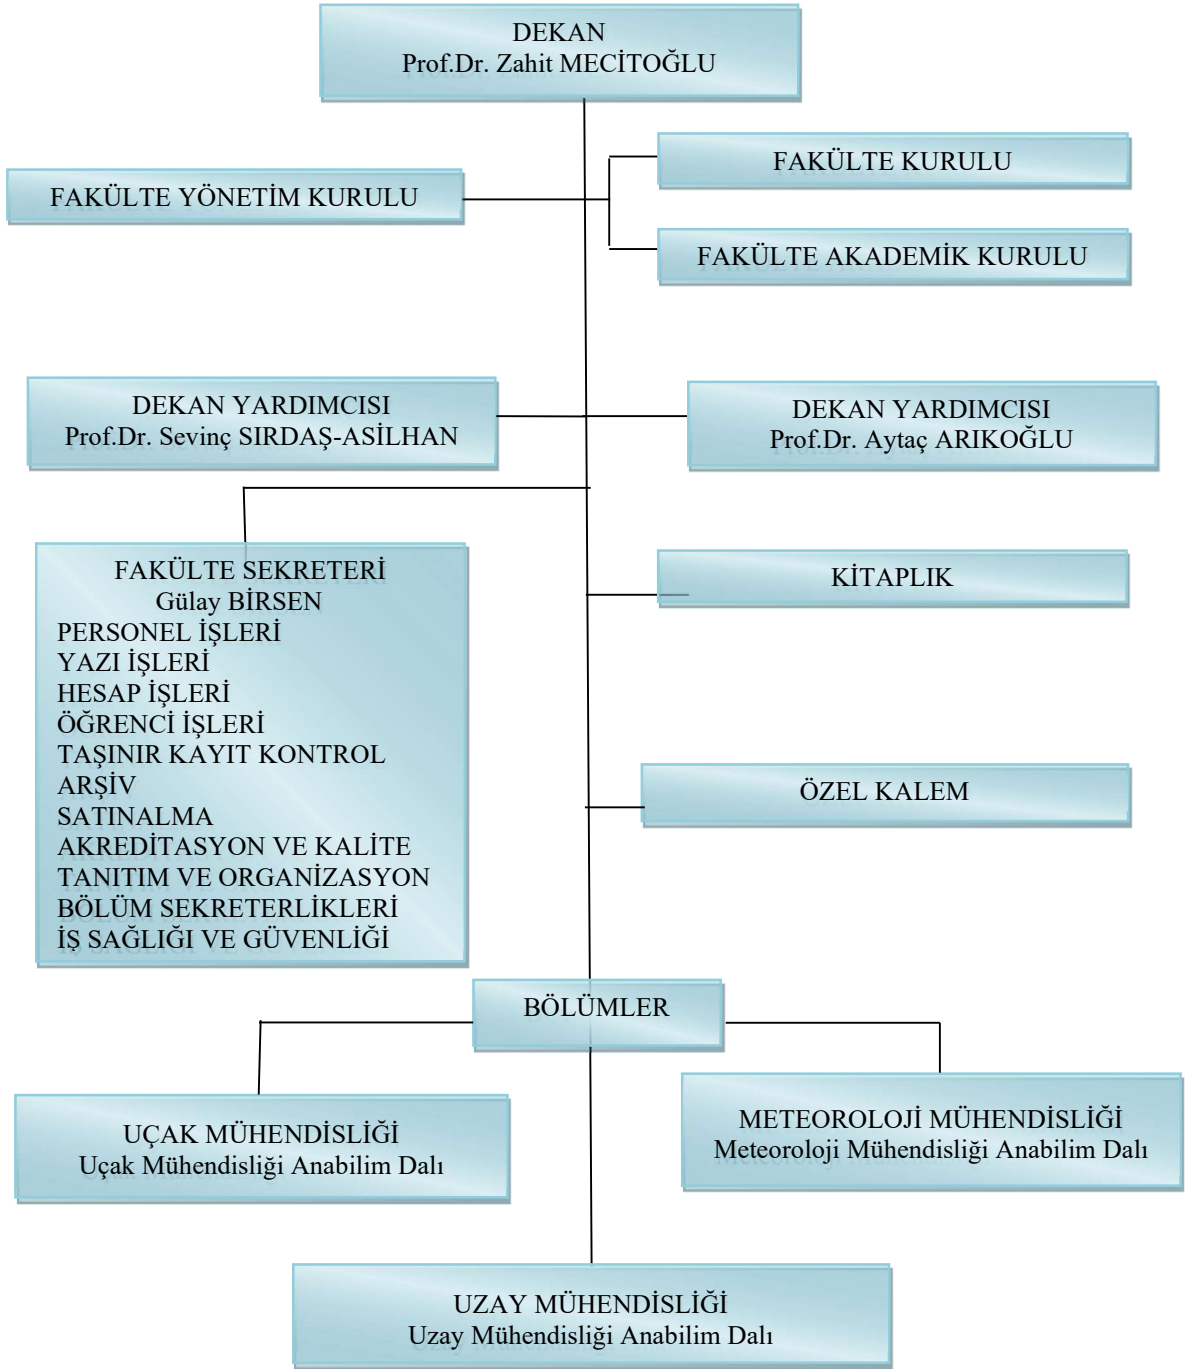 DEKAN
Prof.Dr. Zahit MECİTOĞLU
FAKÜLTE KURULU
FAKÜLTE YÖNETİM KURULU
FAKÜLTE AKADEMİK KURULU
DEKAN YARDIMCISI
Prof.Dr. Sevinç SIRDAŞ-ASİLHAN
DEKAN YARDIMCISI
Prof.Dr. Aytaç ARIKOĞLU
FAKÜLTE SEKRETERİ
Gülay BİRSEN
PERSONEL İŞLERİ
YAZI İŞLERİ
HESAP İŞLERİ
ÖĞRENCİ İŞLERİ
TAŞINIR KAYIT KONTROL
ARŞİV
SATINALMA
AKREDİTASYON VE KALİTE
TANITIM VE ORGANİZASYON
BÖLÜM SEKRETERLİKLERİ
İŞ SAĞLIĞI VE GÜVENLİĞİ
KİTAPLIK
ÖZEL KALEM
BÖLÜMLER
UÇAK MÜHENDİSLİĞİ
Uçak Mühendisliği Anabilim Dalı
METEOROLOJİ MÜHENDİSLİĞİ
Meteoroloji Mühendisliği Anabilim Dalı
UZAY MÜHENDİSLİĞİ
Uzay Mühendisliği Anabilim Dalı